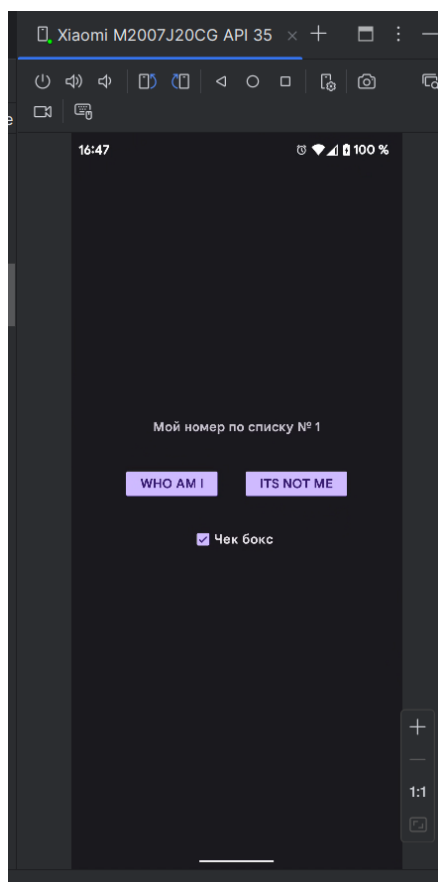 Xiaomi M2007J20CG API 35
16:47
100 %
Мой номер по списку № 1
WHO AM I
ITS NOT ME
Чек бокс
1:1